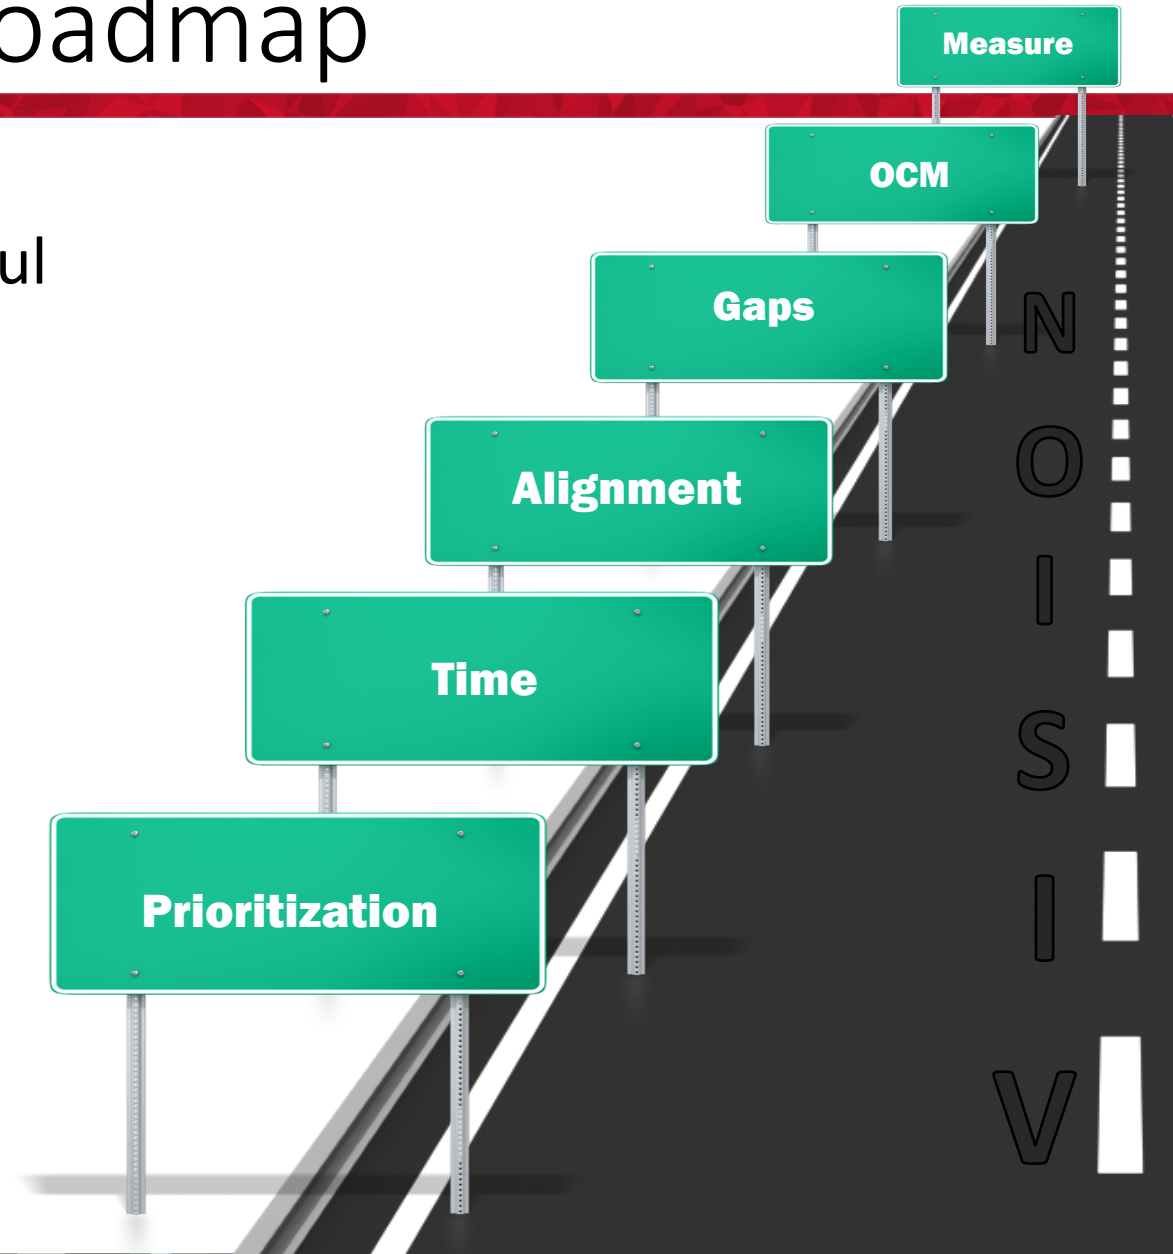 oadmap
ul
Measure
OCM
Gaps
Alignment
Time
Prioritization
N
O
I
S
I
V